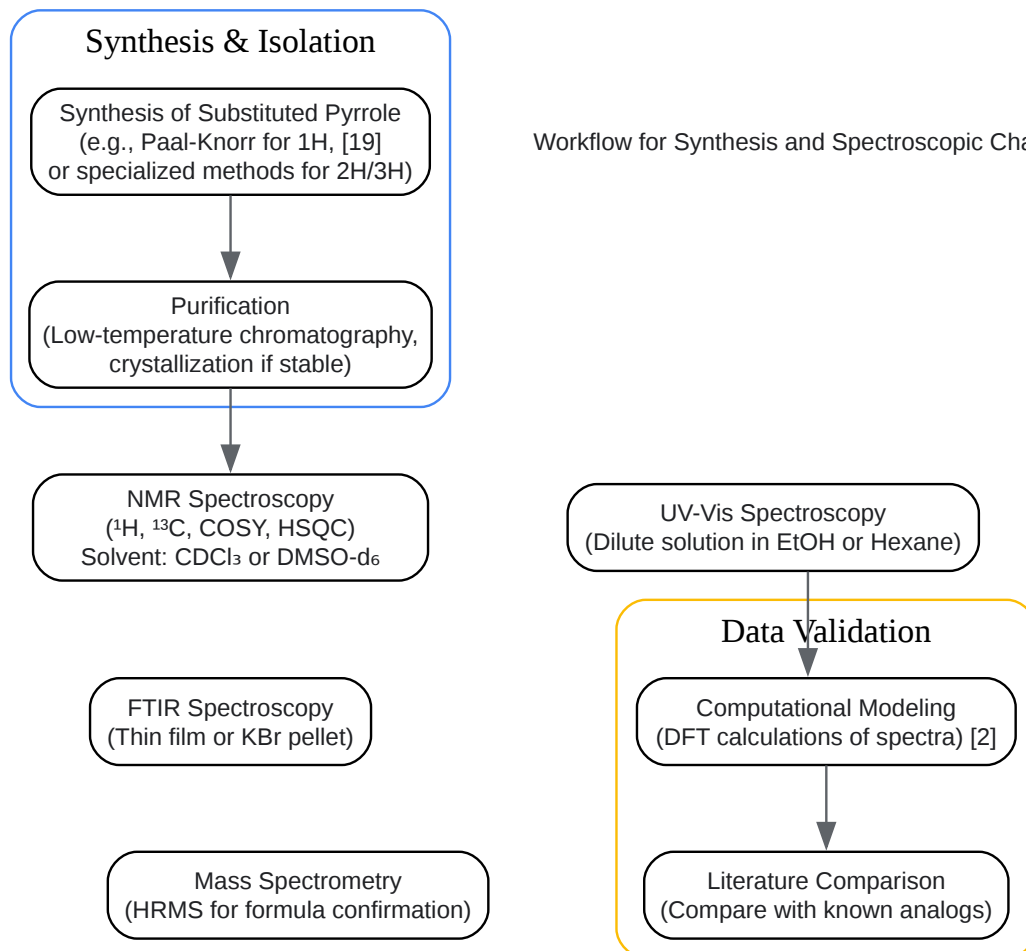 Synthesis & Isolation
Synthesis of Substituted Pyrrole
(e.g., Paal-Knorr for 1H, [19]
or specialized methods for 2H/3H)
Workflow for Synthesis and Spectroscopic Cha
Purification
(Low-temperature chromatography,
crystallization if stable)
NMR Spectroscopy
(¹H, ¹³C, COSY, HSQC)
Solvent: CDCl₃ or DMSO-d₆
UV-Vis Spectroscopy
(Dilute solution in EtOH or Hexane)
Data Validation
FTIR Spectroscopy
(Thin film or KBr pellet)
Computational Modeling
(DFT calculations of spectra) [2]
Mass Spectrometry
(HRMS for formula confirmation)
Literature Comparison
(Compare with known analogs)